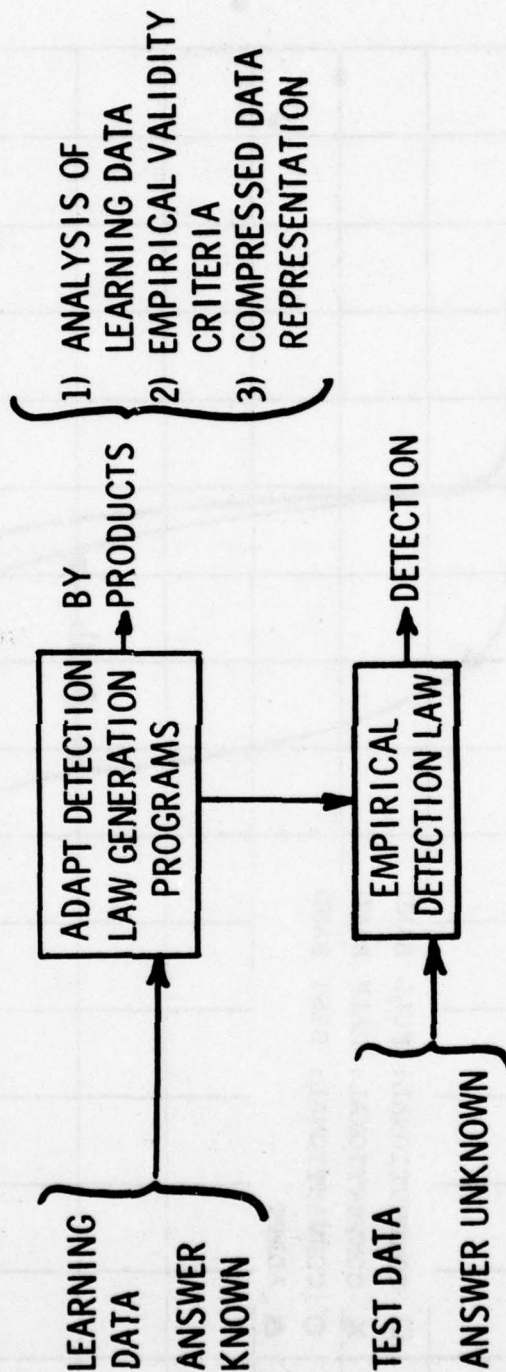 LEARNING
DATA
ANSWER
KNOWN
ADAPT DETECTION
LAW GENERATION
PROGRAMS
BY
PRODUCTS
1) ANALYSIS OF
LEARNING DATA
2) EMPIRICAL VALIDITY
CRITERIA
3) COMPRESSED DATA
REPRESENTATION
TEST DATA
ANSWER UNKNOWN
EMPIRICAL
DETECTION LAW
DETECTION